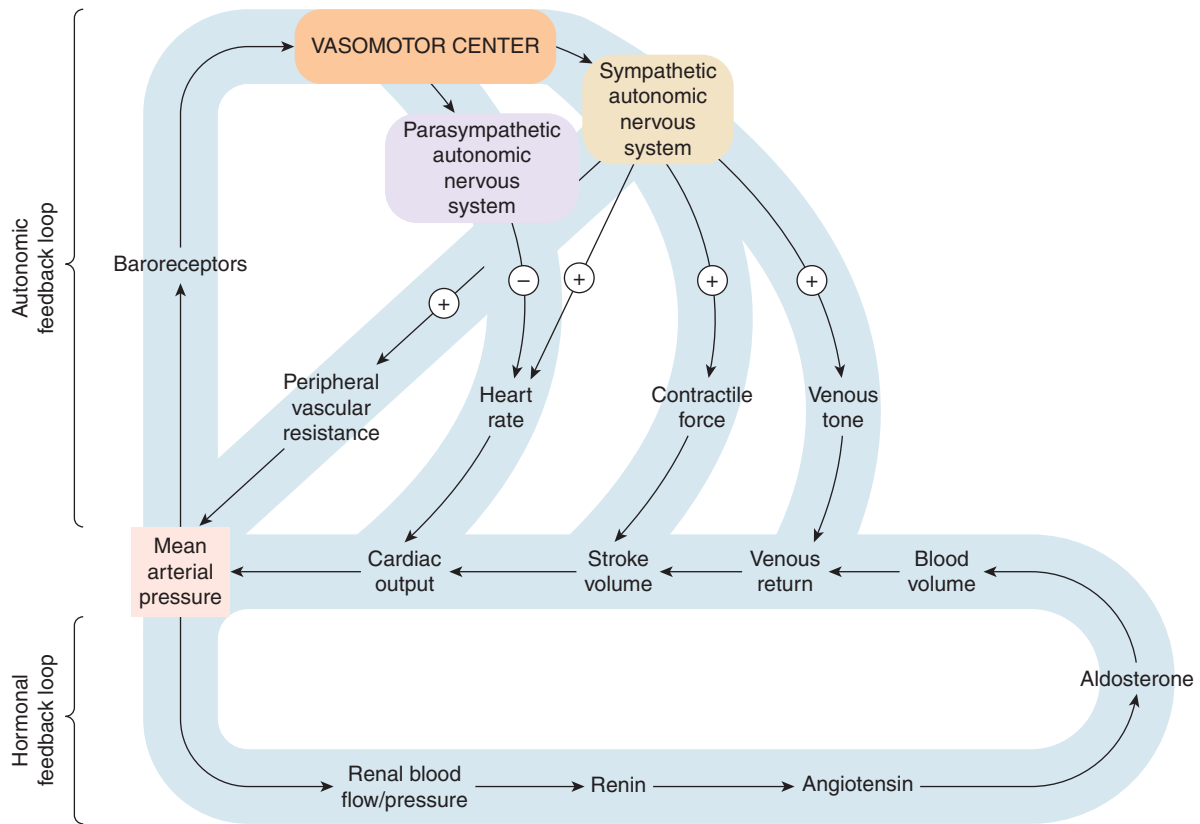 VASOMOTOR CENTER
Sympathetic
autonomic
nervous
system
Parasympathetic
autonomic
nervous
system
Autonomic
feedback loop
Baroreceptors
+
−
+
+
+
Peripheral
vascular
resistance
Heart
rate
Contractile
force
Venous
tone
Mean
arterial
pressure
Cardiac
output
Stroke
volume
Venous
return
Blood
volume
Hormonal
feedback loop
Aldosterone
Renal blood
flow/pressure
Renin
Angiotensin